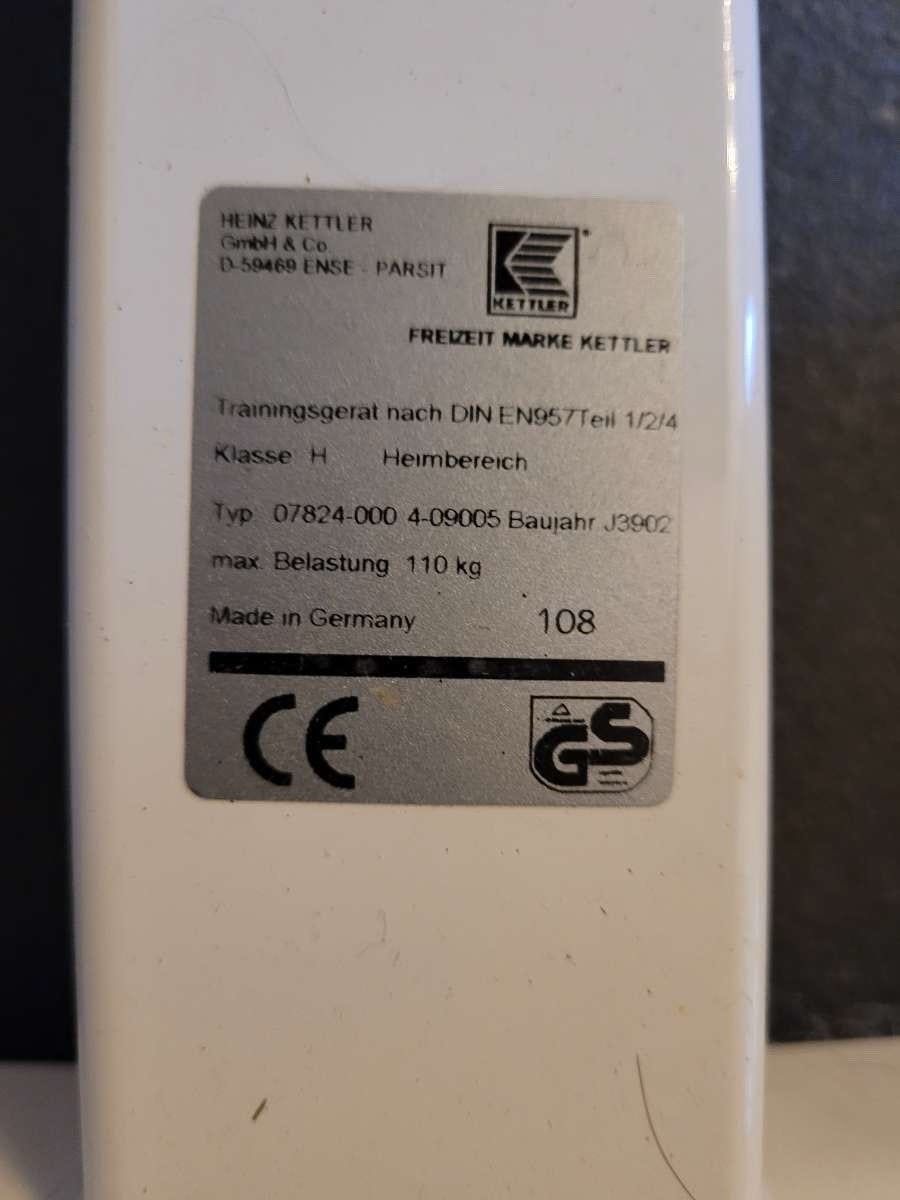 HEINZ KETTLER
GmbH & Co
D-59469 ENSE - PARSIT
KETTLER
FREIZEIT MARKE KETTLER
Trainingsgerät nach DIN EN957Teil 1/2/4
Klasse H Heimbereich
Typ 07824-000 4-09005 Baujahr J3902
max. Belastung 110 kg
Made in Germany 108
CE
GS